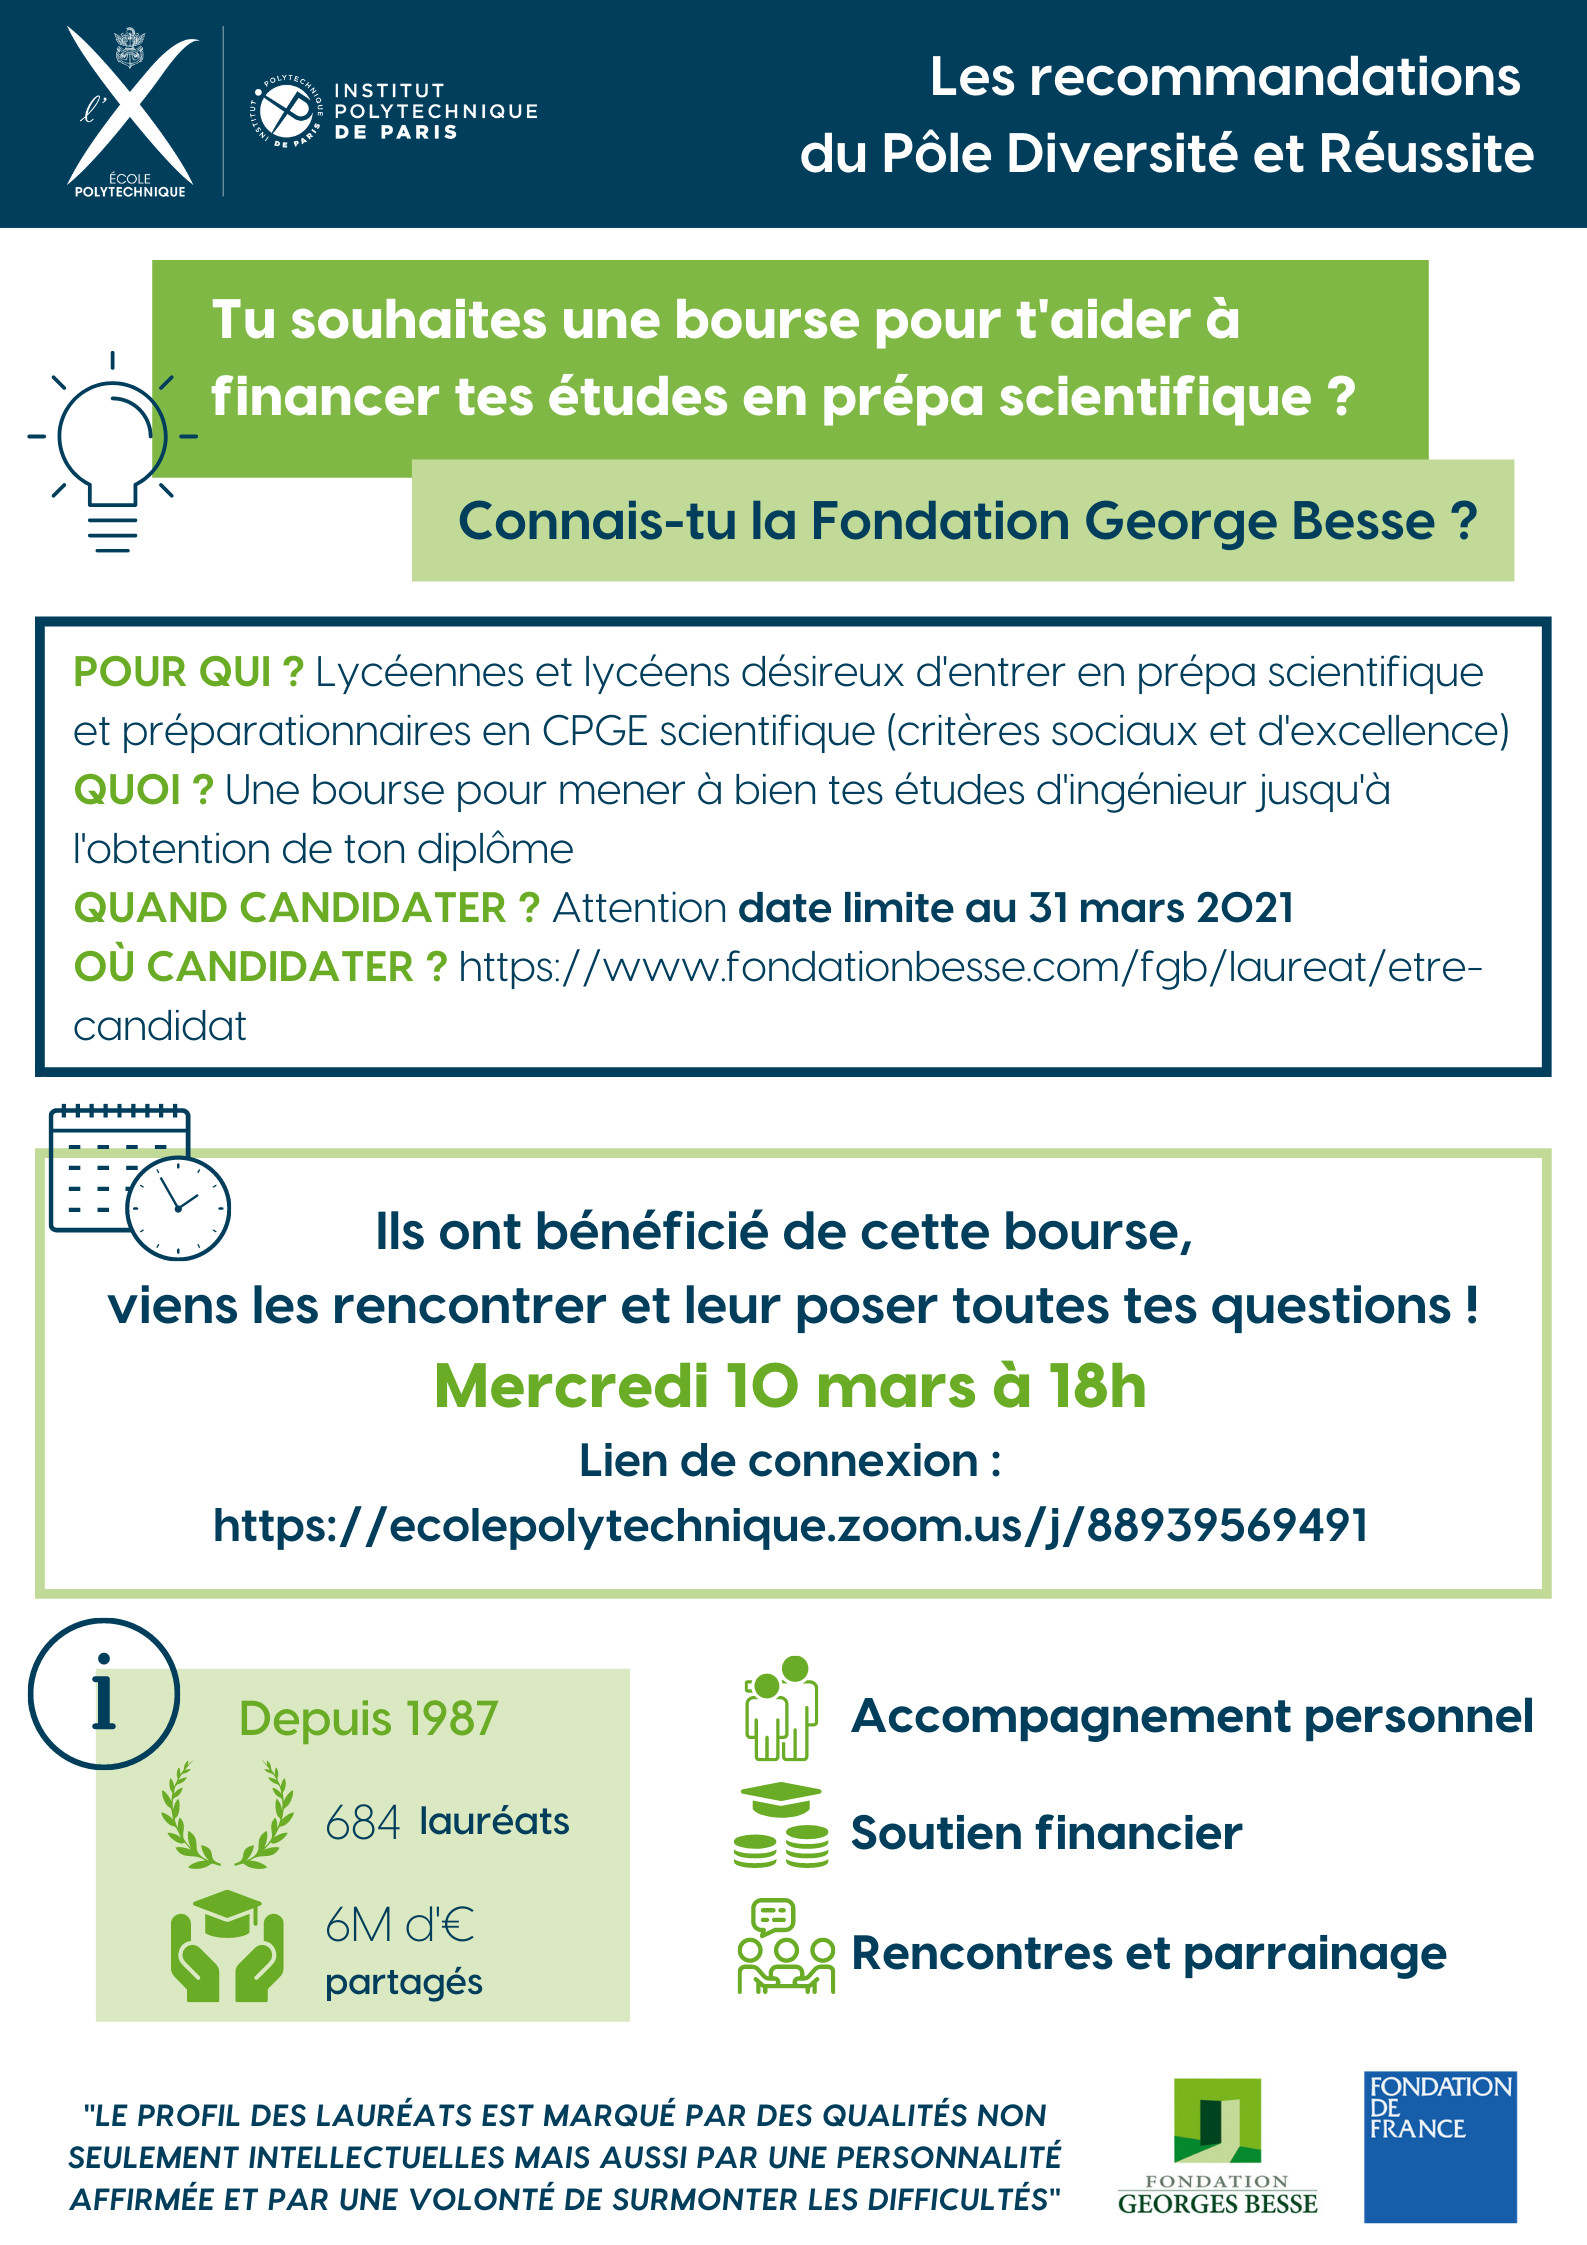 l'
ÉCOLE
POLYTECHNIQUE
INSTITUT POLYTECHNIQUE DE PARIS
INSTITUT
POLYTECHNIQUE
DE PARIS
Les recommandations
du Pôle Diversité et Réussite
Tu souhaites une bourse pour t'aider à
financer tes études en prépa scientifique ?
Connais-tu la Fondation George Besse ?
POUR QUI ? Lycéennes et lycéens désireux d'entrer en prépa scientifique
et préparationnaires en CPGE scientifique (critères sociaux et d'excellence)
QUOI ? Une bourse pour mener à bien tes études d'ingénieur jusqu'à
l'obtention de ton diplôme
QUAND CANDIDATER ? Attention date limite au 31 mars 2021
OÙ CANDIDATER ? https://www.fondationbesse.com/fgb/laureat/etre-
candidat
Ils ont bénéficié de cette bourse,
viens les rencontrer et leur poser toutes tes questions !
Mercredi 10 mars à 18h
Lien de connexion :
https://ecolepolytechnique.zoom.us/j/88939569491
i
Depuis 1987
684 lauréats
6M d'€
partagés
Accompagnement personnel
Soutien financier
Rencontres et parrainage
"LE PROFIL DES LAURÉATS EST MARQUÉ PAR DES QUALITÉS NON
SEULEMENT INTELLECTUELLES MAIS AUSSI PAR UNE PERSONNALITÉ
AFFIRMÉE ET PAR UNE VOLONTÉ DE SURMONTER LES DIFFICULTÉS"
FONDATION
GEORGES BESSE
FONDATION
DE
FRANCE